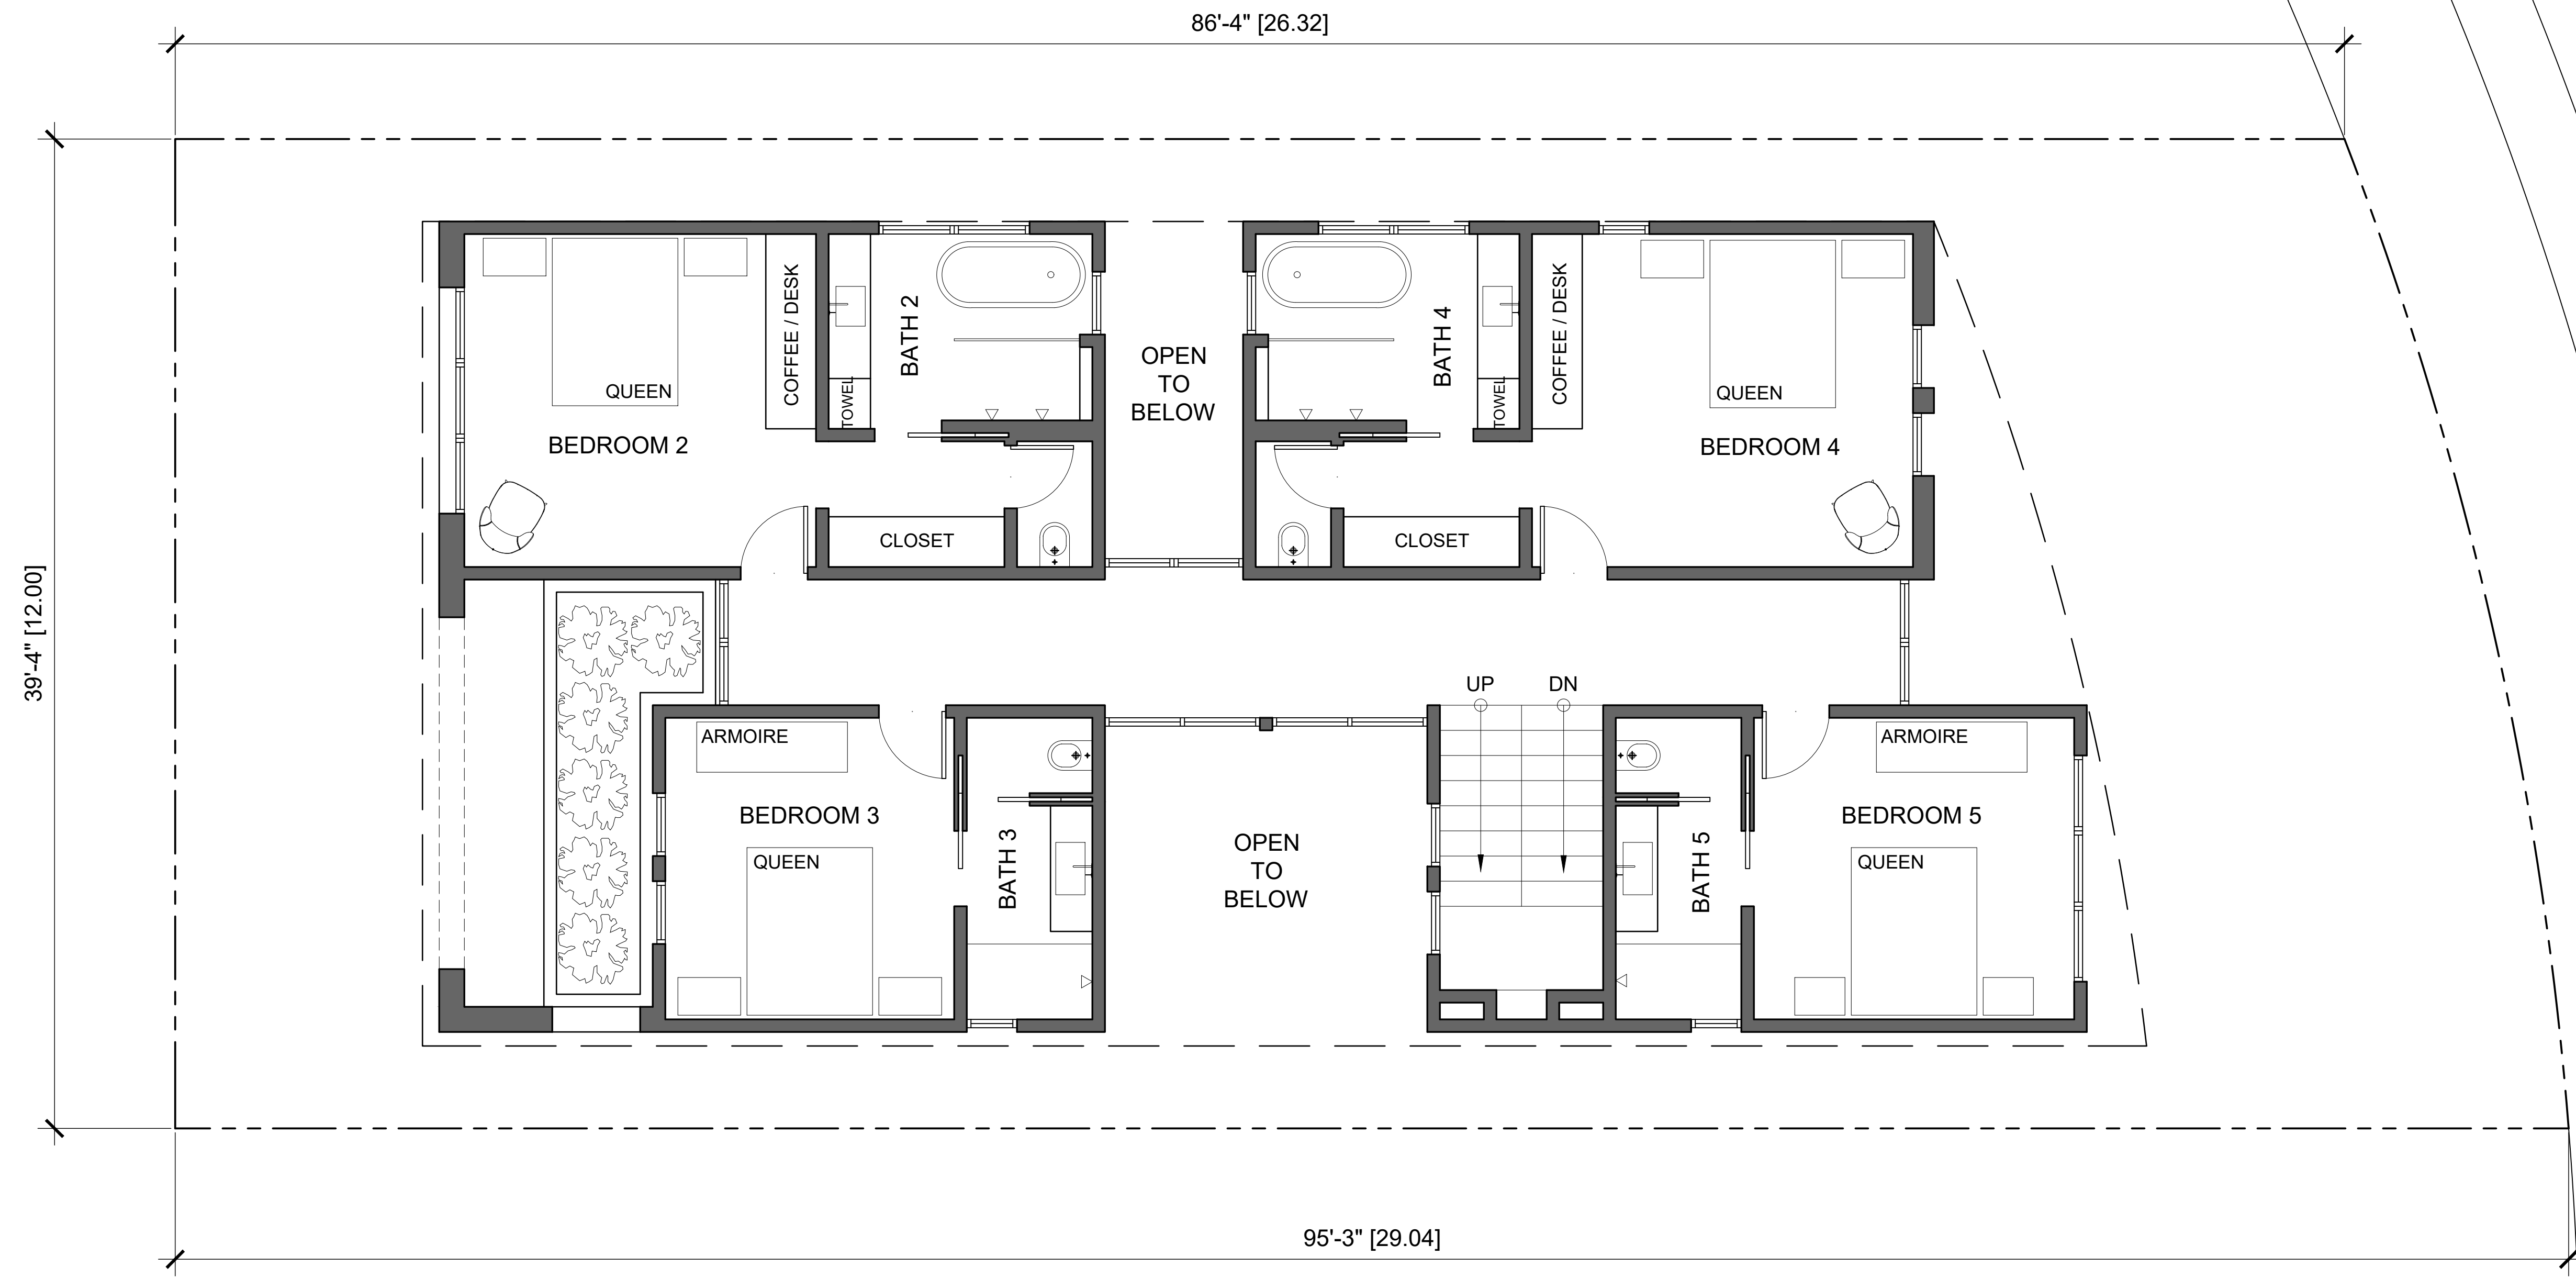 86'-4" [26.32]
39'-4" [12.00]
COFFEE / DESK
BATH 2
TOWEL
QUEEN
BEDROOM 2
CLOSET
OPEN
TO
BELOW
BATH 4
TOWEL
COFFEE / DESK
QUEEN
BEDROOM 4
CLOSET
UP
DN
ARMOIRE
BEDROOM 3
QUEEN
BATH 3
OPEN
TO
BELOW
BATH 5
ARMOIRE
BEDROOM 5
QUEEN
95'-3" [29.04]